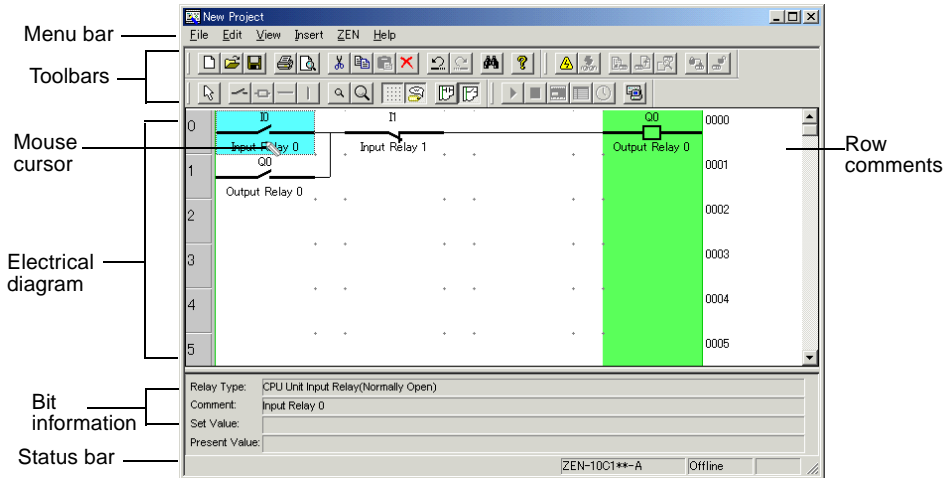 New Project
Menu bar
File Edit View Insert ZEN Help
Toolbars
Mouse
cursor
Electrical
diagram
Row
comments
0 I0 I1 Q0 0000
Input Relay 0 Input Relay 1 Output Relay 0
1 Q0 0001
Output Relay 0
2 0002
3 0003
4 0004
5 0005
Bit
information
Relay Type: CPU Unit Input Relay(Normally Open)
Comment: Input Relay 0
Set Value:
Present Value:
Status bar
ZEN-10C1**-A Offline